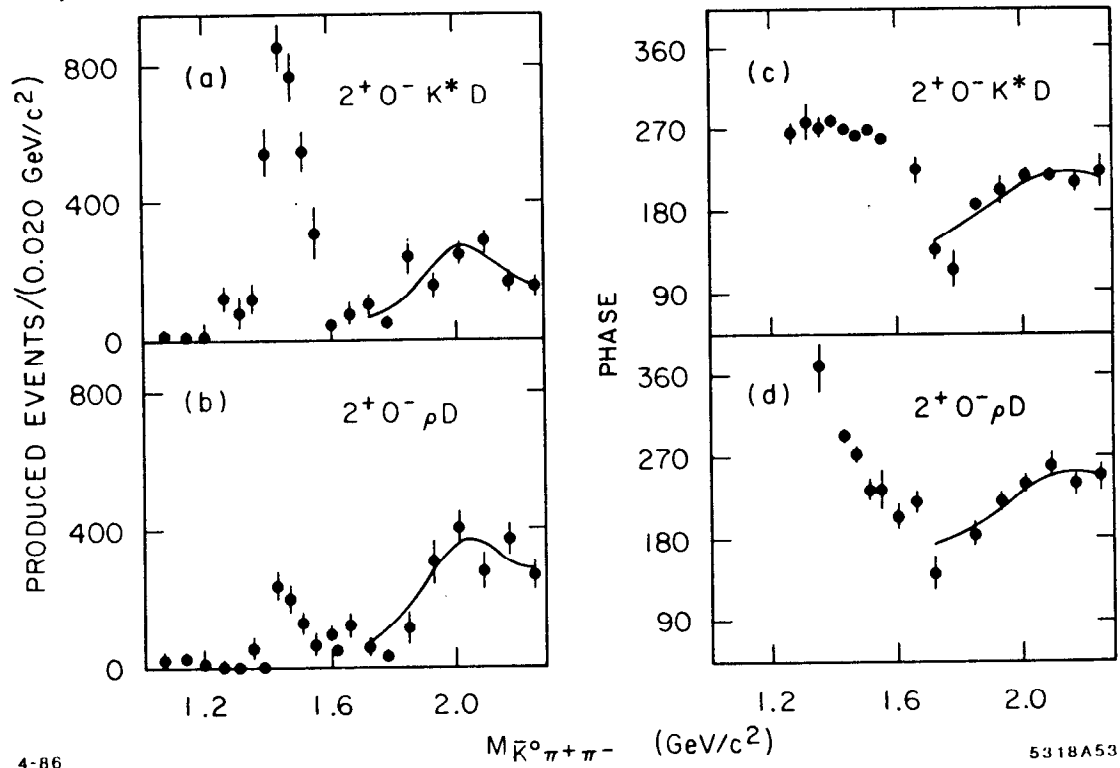 PRODUCED EVENTS/(0.020 GeV/c²)
800
400
0
(a)
2⁺0⁻ K* D
800
400
0
(b)
2⁺0⁻ ρD
1.2
1.6
2.0
PHASE
360
270
180
90
(c)
2⁺0⁻ K* D
360
270
180
90
(d)
2⁺0⁻ ρD
1.2
1.6
2.0
M K̄⁰π⁺π⁻ (GeV/c²)
4-86
5318A53